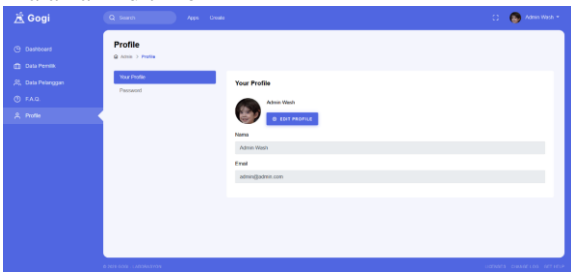 Gogi
Search
Apps
Create
Admin Wash
Dashboard
Data Pemilik
Data Pelanggan
F.A.Q.
Profile
Profile
Admin > Profile
Your Profile
Password
Your Profile
Admin Wash
EDIT PROFILE
Name
Admin Wash
Email
admin@admin.com